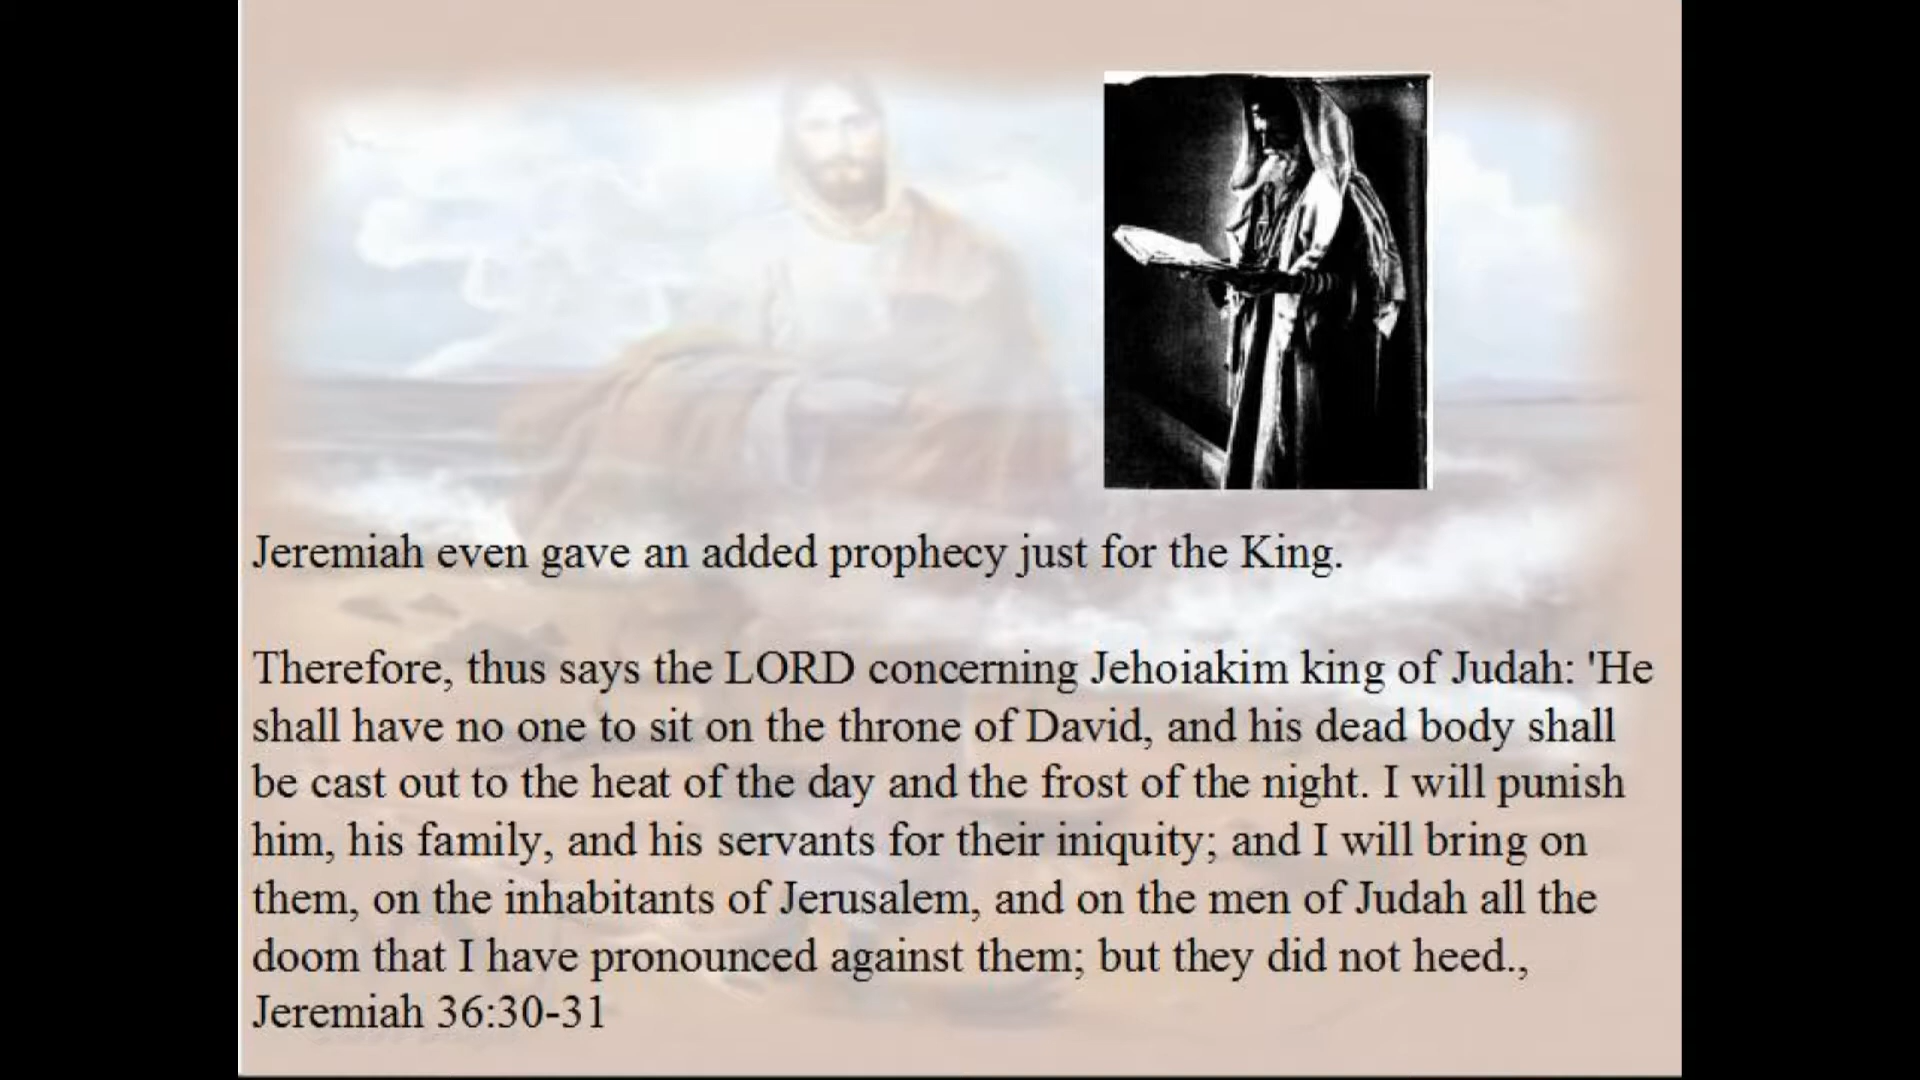 Jeremiah even gave an added prophecy just for the King.
Therefore, thus says the LORD concerning Jehoiakim king of Judah: 'He
shall have no one to sit on the throne of David, and his dead body shall
be cast out to the heat of the day and the frost of the night. I will punish
him, his family, and his servants for their iniquity; and I will bring on
them, on the inhabitants of Jerusalem, and on the men of Judah all the
doom that I have pronounced against them; but they did not heed.,
Jeremiah 36:30-31